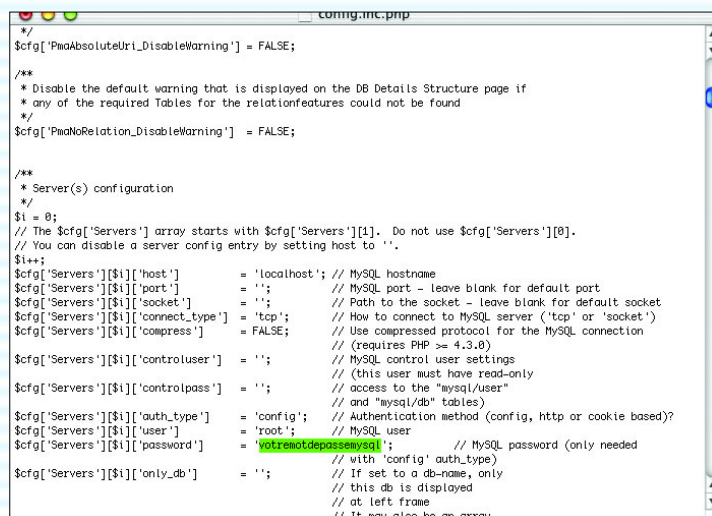 config.inc.php
*/
$cfg['PmaAbsoluteUri_DisableWarning'] = FALSE;
/**
* Disable the default warning that is displayed on the DB Details Structure page if
* any of the required Tables for the relationfeatures could not be found
*/
$cfg['PmaNoRelation_DisableWarning']  = FALSE;
/**
* Server(s) configuration
*/
$i = 0;
// The $cfg['Servers'] array starts with $cfg['Servers'][1].  Do not use $cfg['Servers'][0].
// You can disable a server config entry by setting host to ''.
$i++;
$cfg['Servers'][$i]['host']          = 'localhost'; // MySQL hostname
$cfg['Servers'][$i]['port']          = '';          // MySQL port - leave blank for default port
$cfg['Servers'][$i]['socket']        = '';          // Path to the socket - leave blank for default socket
$cfg['Servers'][$i]['connect_type']  = 'tcp';       // How to connect to MySQL server ('tcp' or 'socket')
$cfg['Servers'][$i]['compress']      = FALSE;       // Use compressed protocol for the MySQL connection
// (requires PHP >= 4.3.0)
$cfg['Servers'][$i]['controluser']   = '';          // MySQL control user settings
// (this user must have read-only
$cfg['Servers'][$i]['controlpass']   = '';          // access to the "mysql/user"
// and "mysql/db" tables)
$cfg['Servers'][$i]['auth_type']     = 'config';    // Authentication method (config, http or cookie based)?
$cfg['Servers'][$i]['user']          = 'root';      // MySQL user
$cfg['Servers'][$i]['password']      = 'votremotdepassemysql';          // MySQL password (only needed
// with 'config' auth_type)
$cfg['Servers'][$i]['only_db']       = '';          // If set to a db-name, only
// this db is displayed
// at left frame
// It may also be an array